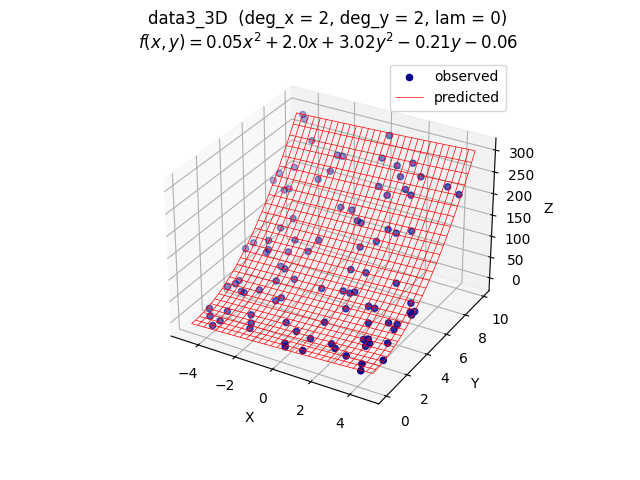 data3_3D (deg_x = 2, deg_y = 2, lam = 0)
f(x, y) = 0.05x² + 2.0x + 3.02y² − 0.21y − 0.06
observed
predicted
300
250
200
150
100
50
0
Z
10
8
6
4
2
0
Y
−4
−2
0
2
4
X